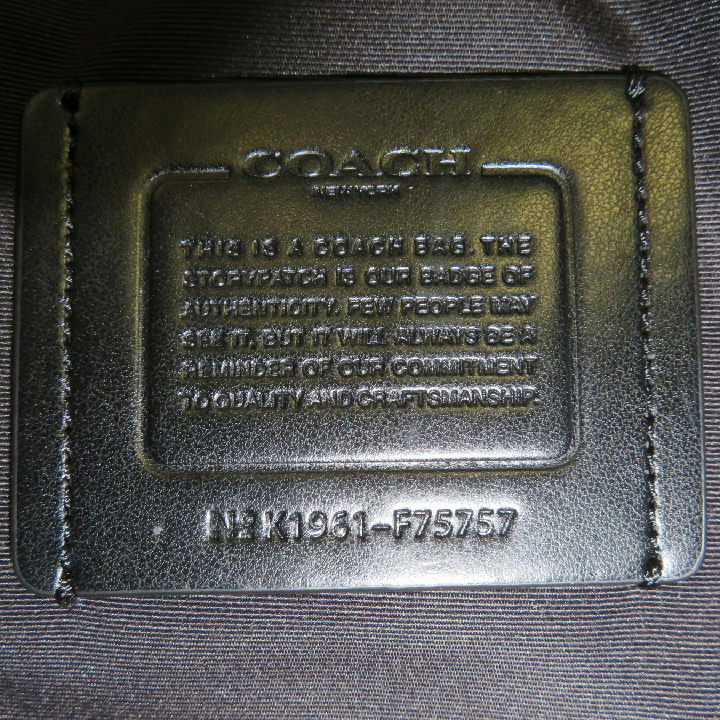 COACH
NEW YORK
THIS IS A COACH BAG. THE
STORYPATCH IS OUR BADGE OF
AUTHENTICITY. FEW PEOPLE MAY
SEE IT, BUT IT WILL ALWAYS BE A
REMINDER OF OUR COMMITMENT
TO QUALITY AND CRAFTSMANSHIP.
Nº K1961-F75757